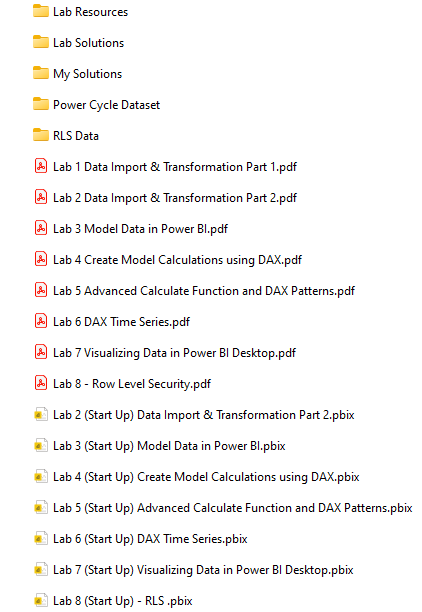 Lab Resources
Lab Solutions
My Solutions
Power Cycle Dataset
RLS Data
Lab 1 Data Import & Transformation Part 1.pdf
Lab 2 Data Import & Transformation Part 2.pdf
Lab 3 Model Data in Power BI.pdf
Lab 4 Create Model Calculations using DAX.pdf
Lab 5 Advanced Calculate Function and DAX Patterns.pdf
Lab 6 DAX Time Series.pdf
Lab 7 Visualizing Data in Power BI Desktop.pdf
Lab 8 - Row Level Security.pdf
Lab 2 (Start Up) Data Import & Transformation Part 2.pbix
Lab 3 (Start Up) Model Data in Power BI.pbix
Lab 4 (Start Up) Create Model Calculations using DAX.pbix
Lab 5 (Start Up) Advanced Calculate Function and DAX Patterns.pbix
Lab 6 (Start Up) DAX Time Series.pbix
Lab 7 (Start Up) Visualizing Data in Power BI Desktop.pbix
Lab 8 (Start Up) - RLS .pbix